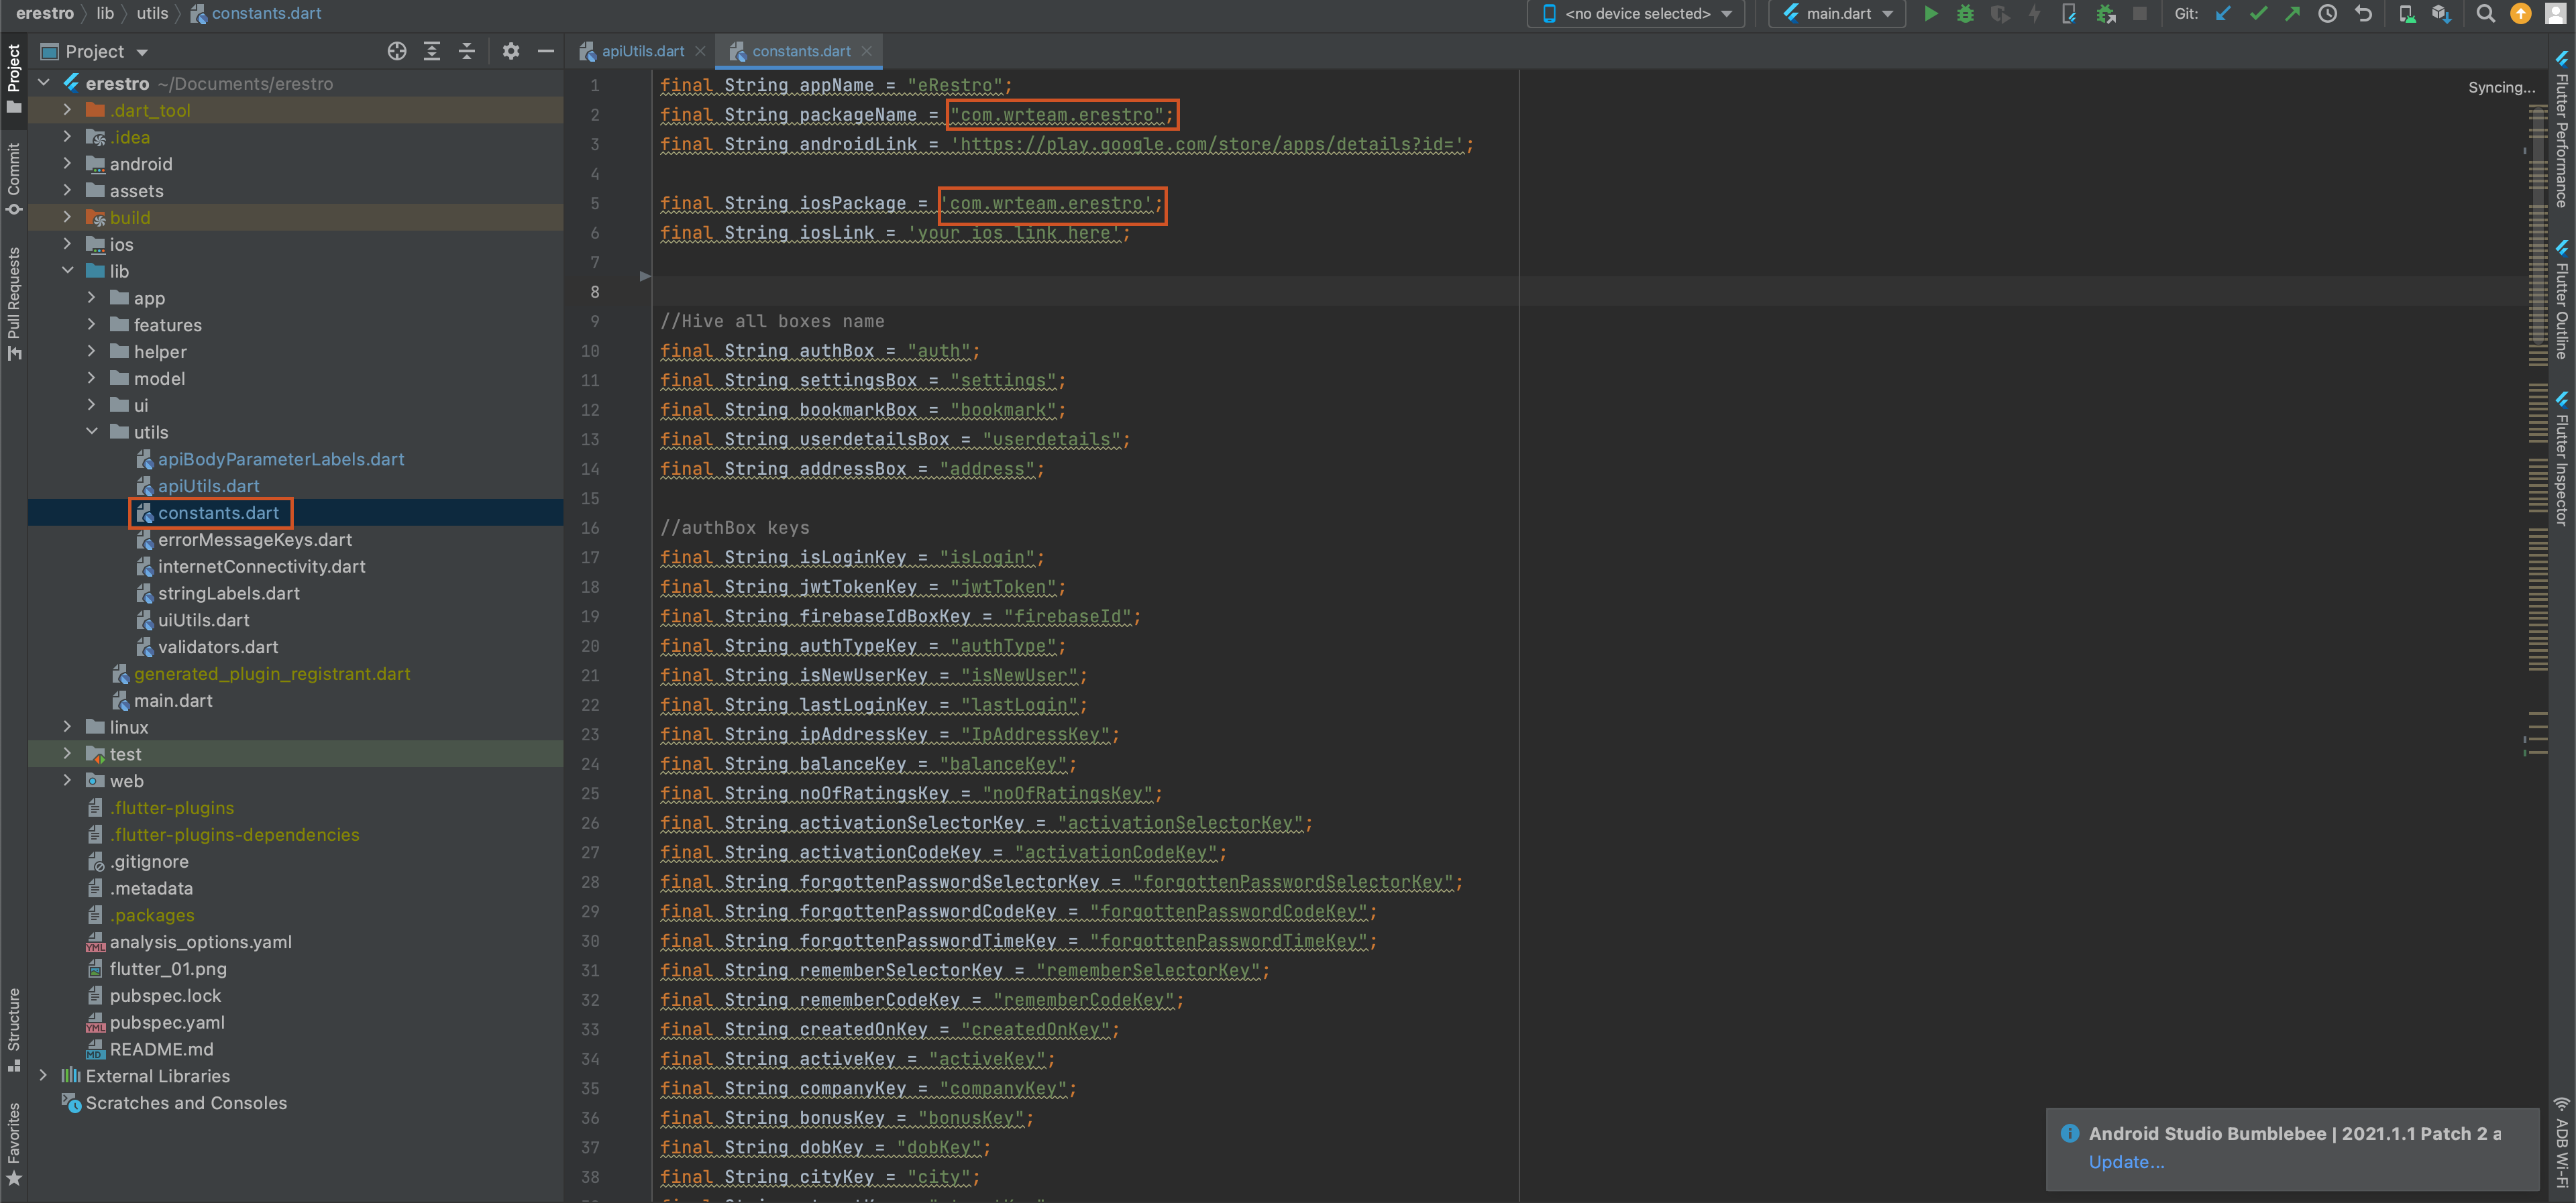 erestro lib utils constants.dart
<no device selected> main.dart Git:
Project
apiUtils.dart constants.dart
Project
Commit
Pull Requests
Structure
Favorites
erestro ~/Documents/erestro
.dart_tool
.idea
android
assets
build
ios
lib
app
features
helper
model
ui
utils
apiBodyParameterLabels.dart
apiUtils.dart
constants.dart
errorMessageKeys.dart
internetConnectivity.dart
stringLabels.dart
uiUtils.dart
validators.dart
generated_plugin_registrant.dart
main.dart
linux
test
web
.flutter-plugins
.flutter-plugins-dependencies
.gitignore
.metadata
.packages
analysis_options.yaml
flutter_01.png
pubspec.lock
pubspec.yaml
README.md
External Libraries
Scratches and Consoles
1 final String appName = "eRestro";
2 final String packageName = "com.wrteam.erestro";
3 final String androidLink = 'https://play.google.com/store/apps/details?id=';
4
5 final String iosPackage = 'com.wrteam.erestro';
6 final String iosLink = 'your ios link here';
7
8
9 //Hive all boxes name
10 final String authBox = "auth";
11 final String settingsBox = "settings";
12 final String bookmarkBox = "bookmark";
13 final String userdetailsBox = "userdetails";
14 final String addressBox = "address";
15
16 //authBox keys
17 final String isLoginKey = "isLogin";
18 final String jwtTokenKey = "jwtToken";
19 final String firebaseIdBoxKey = "firebaseId";
20 final String authTypeKey = "authType";
21 final String isNewUserKey = "isNewUser";
22 final String lastLoginKey = "lastLogin";
23 final String ipAddressKey = "IpAddressKey";
24 final String balanceKey = "balanceKey";
25 final String noOfRatingsKey = "noOfRatingsKey";
26 final String activationSelectorKey = "activationSelectorKey";
27 final String activationCodeKey = "activationCodeKey";
28 final String forgottenPasswordSelectorKey = "forgottenPasswordSelectorKey";
29 final String forgottenPasswordCodeKey = "forgottenPasswordCodeKey";
30 final String forgottenPasswordTimeKey = "forgottenPasswordTimeKey";
31 final String rememberSelectorKey = "rememberSelectorKey";
32 final String rememberCodeKey = "rememberCodeKey";
33 final String createdOnKey = "createdOnKey";
34 final String activeKey = "activeKey";
35 final String companyKey = "companyKey";
36 final String bonusKey = "bonusKey";
37 final String dobKey = "dobKey";
38 final String cityKey = "city";
Syncing...
Flutter Performance
Flutter Outline
Flutter Inspector
ADB Wi-Fi
Android Studio Bumblebee | 2021.1.1 Patch 2 a
Update...